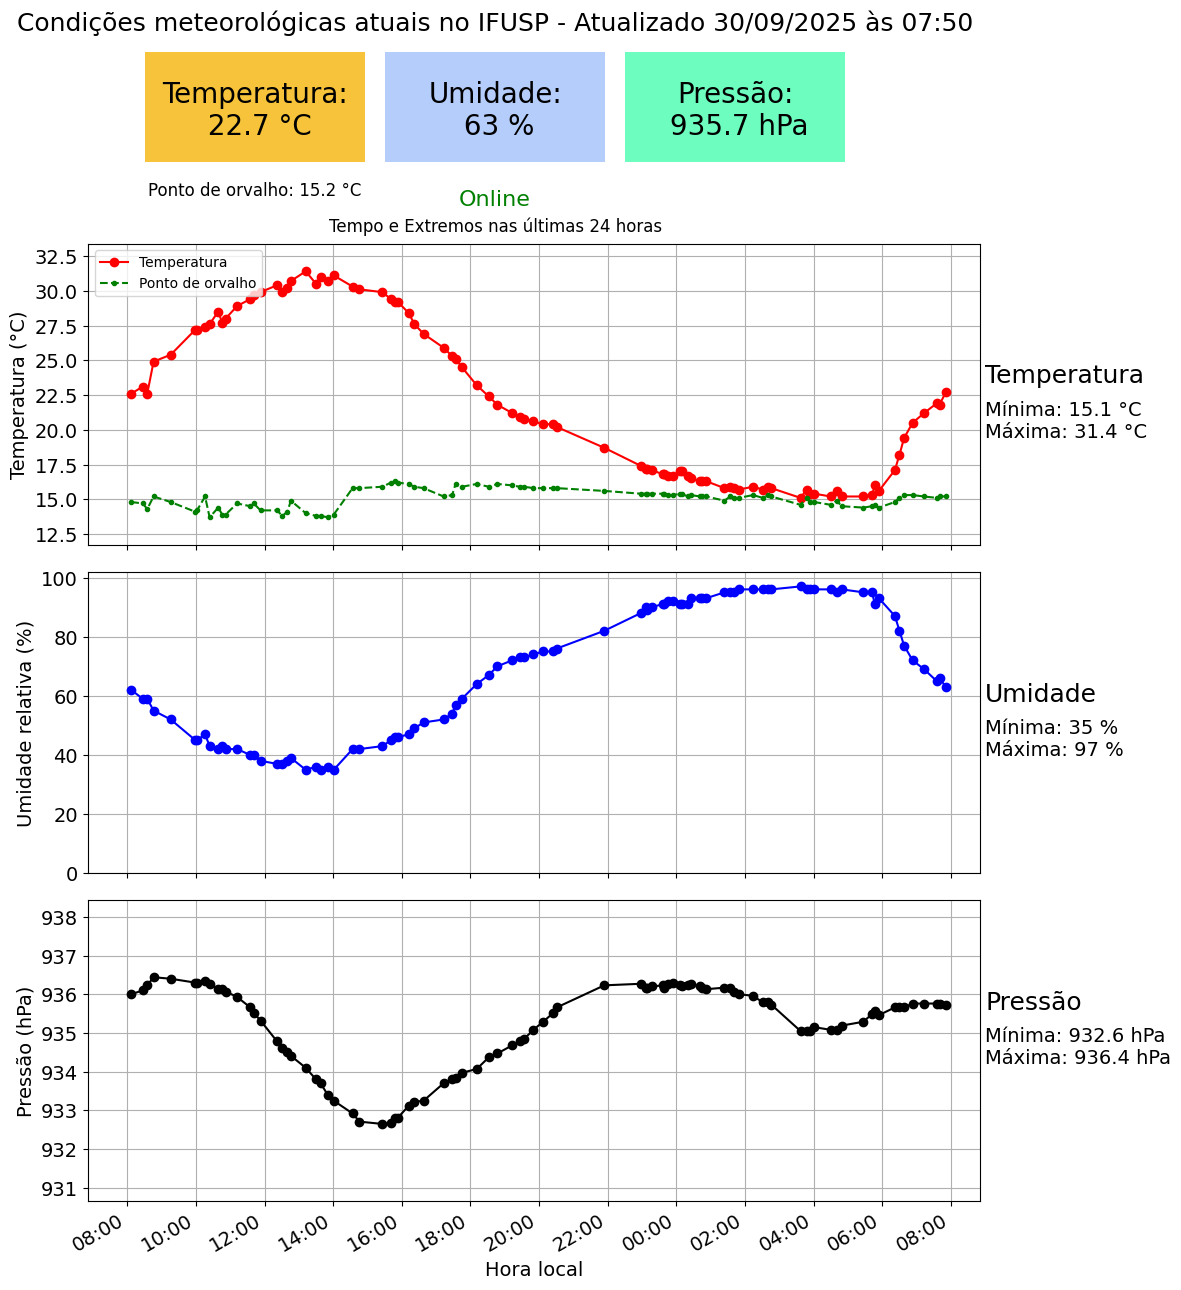 Condições meteorológicas atuais no IFUSP - Atualizado 30/09/2025 às 07:50
Temperatura:
22.7 °C
Umidade:
63 %
Pressão:
935.7 hPa
Ponto de orvalho: 15.2 °C
Online
Tempo e Extremos nas últimas 24 horas
Temperatura
Ponto de orvalho
Temperatura (°C)
32.5
30.0
27.5
25.0
22.5
20.0
17.5
15.0
12.5
Temperatura
Mínima: 15.1 °C
Máxima: 31.4 °C
Umidade relativa (%)
100
80
60
40
20
0
Umidade
Mínima: 35 %
Máxima: 97 %
Pressão (hPa)
938
937
936
935
934
933
932
931
Pressão
Mínima: 932.6 hPa
Máxima: 936.4 hPa
08:00
10:00
12:00
14:00
16:00
18:00
20:00
22:00
00:00
02:00
04:00
06:00
08:00
Hora local